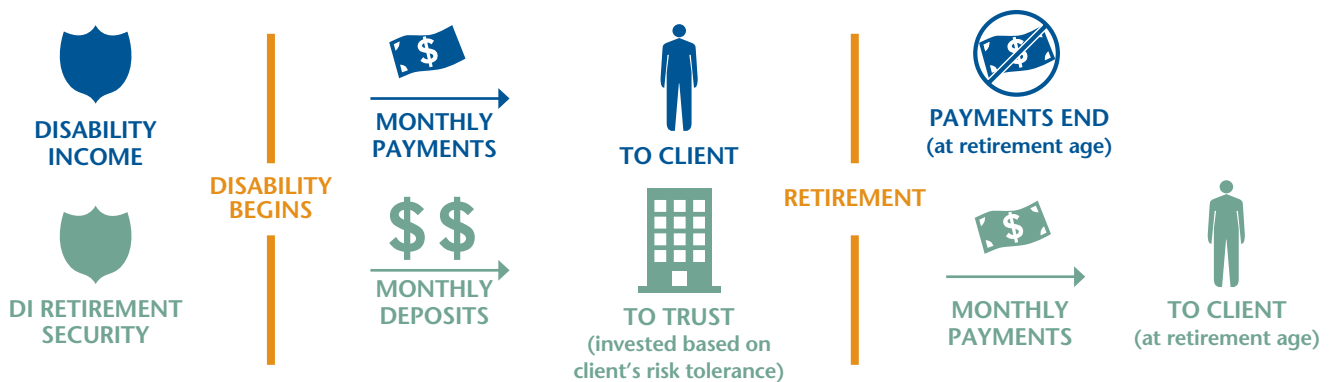 DISABILITY
INCOME
DISABILITY
BEGINS
$
MONTHLY
PAYMENTS
TO CLIENT
RETIREMENT
$
PAYMENTS END
(at retirement age)
DI RETIREMENT
SECURITY
$ $
MONTHLY
DEPOSITS
TO TRUST
(invested based on
client’s risk tolerance)
$
MONTHLY
PAYMENTS
TO CLIENT
(at retirement age)